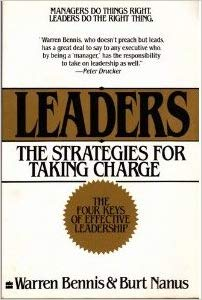 MANAGERS DO THINGS RIGHT.
LEADERS DO THE RIGHT THING.
"Warren Bennis, who doesn't preach but leads,
has a great deal to say to any executive who,
by being a 'manager,' has the responsibility
to take on leadership as well."
—Peter Drucker
LEADERS
THE STRATEGIES FOR
TAKING CHARGE
THE
FOUR KEYS
OF EFFECTIVE
LEADERSHIP
Warren Bennis & Burt Nanus